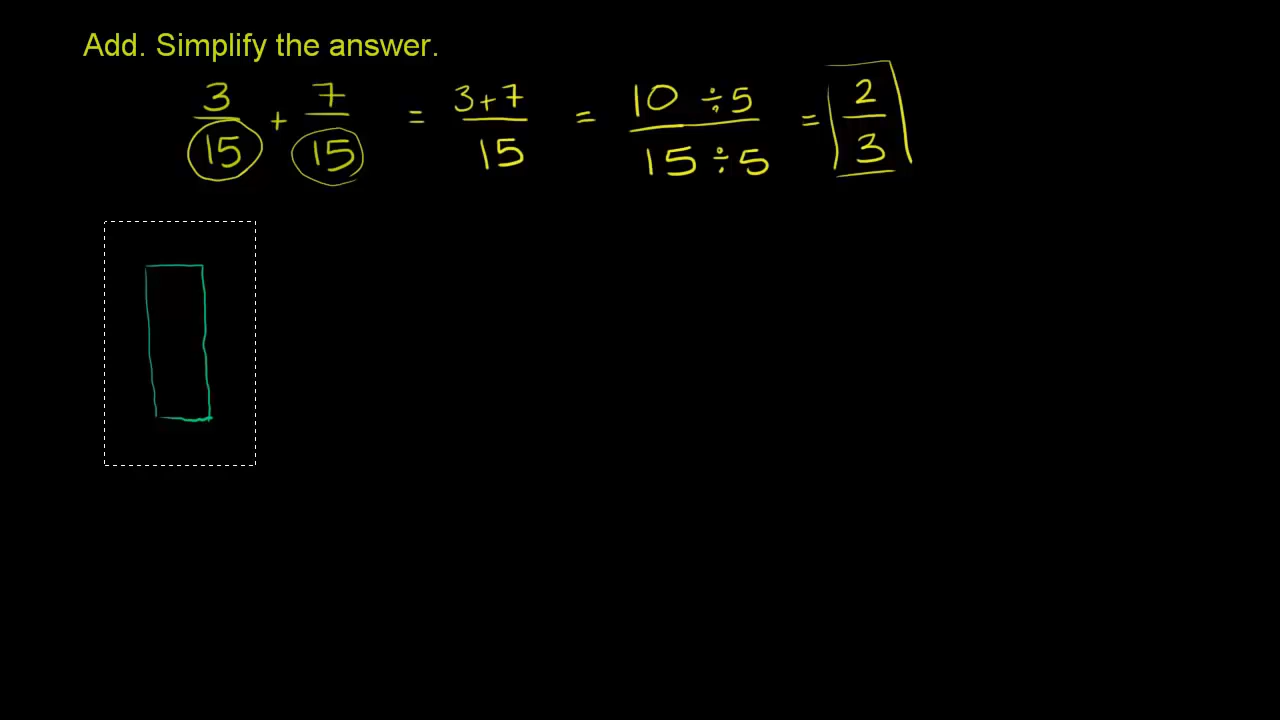 Add. Simplify the answer.
3/15 + 7/15 = 3+7/15 = 10 ÷5/15 ÷5 = 2/3